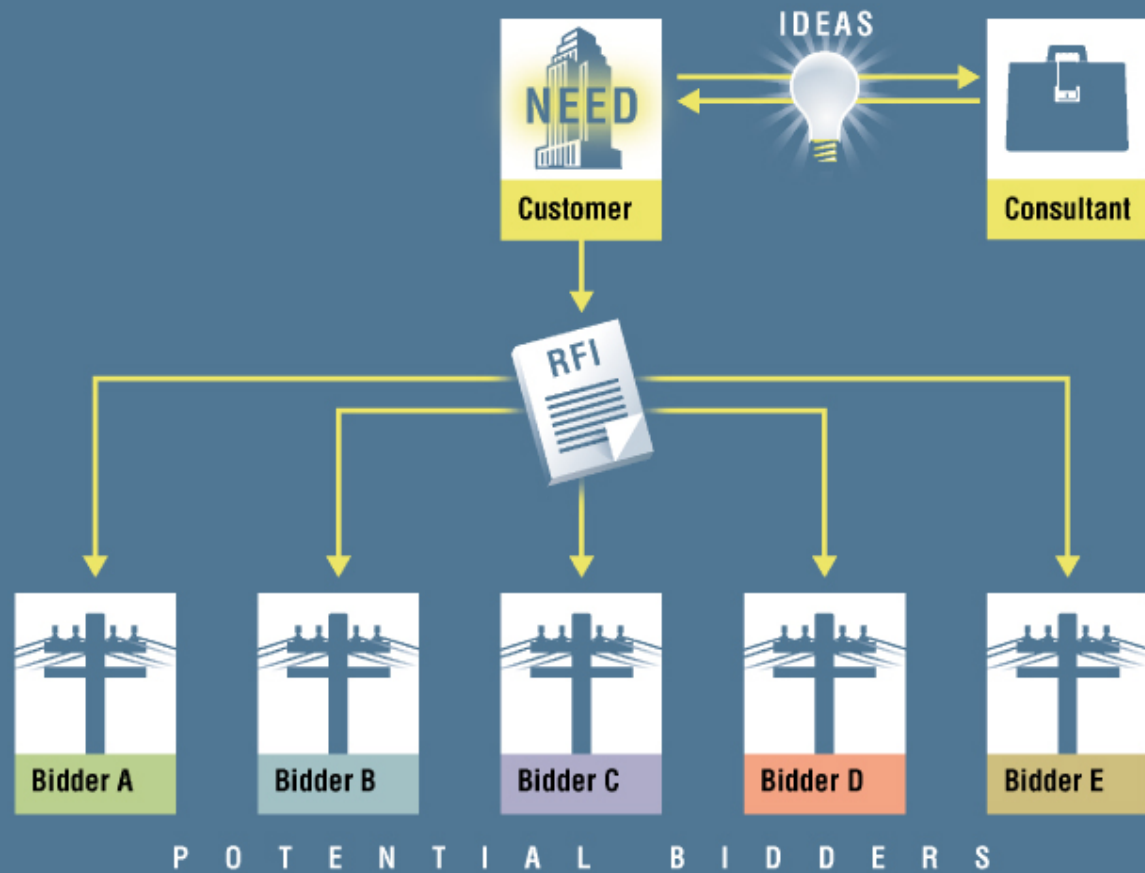 IDEAS
NEED
Customer
Consultant
RFI
Bidder A
Bidder B
Bidder C
Bidder D
Bidder E
POTENTIAL BIDDERS